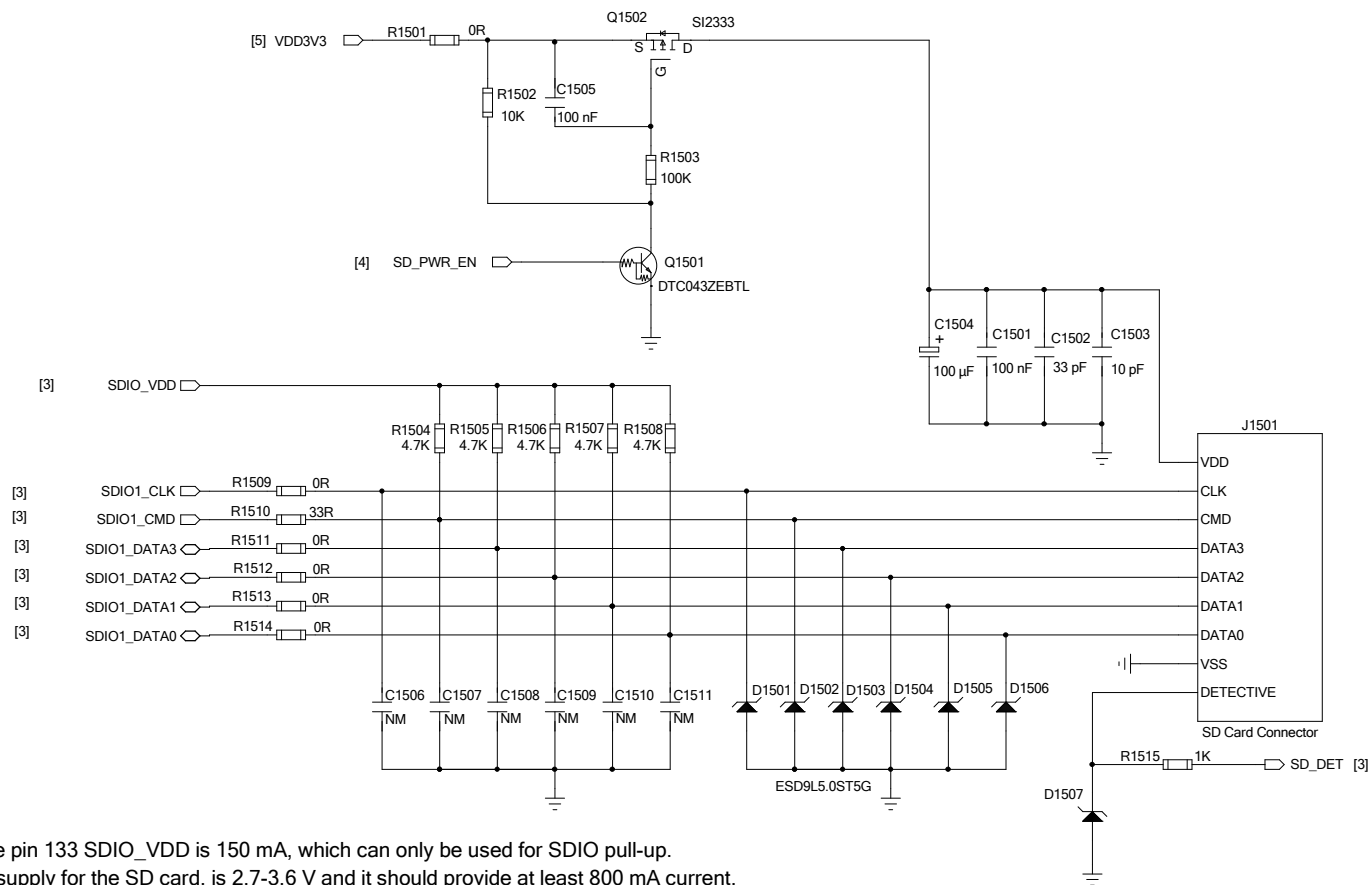 Q1502 SI2333
[5] VDD3V3 R1501 0R
S D
G
R1502 C1505
10K 100 nF
R1503
100K
[4] SD_PWR_EN Q1501
DTC043ZEBTL
C1504 C1501 C1502 C1503
+
100 µF 100 nF 33 pF 10 pF
[3] SDIO_VDD
R1504 R1505 R1506 R1507 R1508
4.7K 4.7K 4.7K 4.7K 4.7K
J1501
VDD
[3] SDIO1_CLK R1509 0R CLK
[3] SDIO1_CMD R1510 33R CMD
[3] SDIO1_DATA3 R1511 0R DATA3
[3] SDIO1_DATA2 R1512 0R DATA2
[3] SDIO1_DATA1 R1513 0R DATA1
[3] SDIO1_DATA0 R1514 0R DATA0
VSS
C1506 C1507 C1508 C1509 C1510 C1511 D1501 D1502 D1503 D1504 D1505 D1506 DETECTIVE
NM NM NM NM NM NM
SD Card Connector
R1515 1K SD_DET [3]
ESD9L5.0ST5G
D1507
e pin 133 SDIO_VDD is 150 mA, which can only be used for SDIO pull-up.
supply for the SD card, is 2.7-3.6 V and it should provide at least 800 mA current.